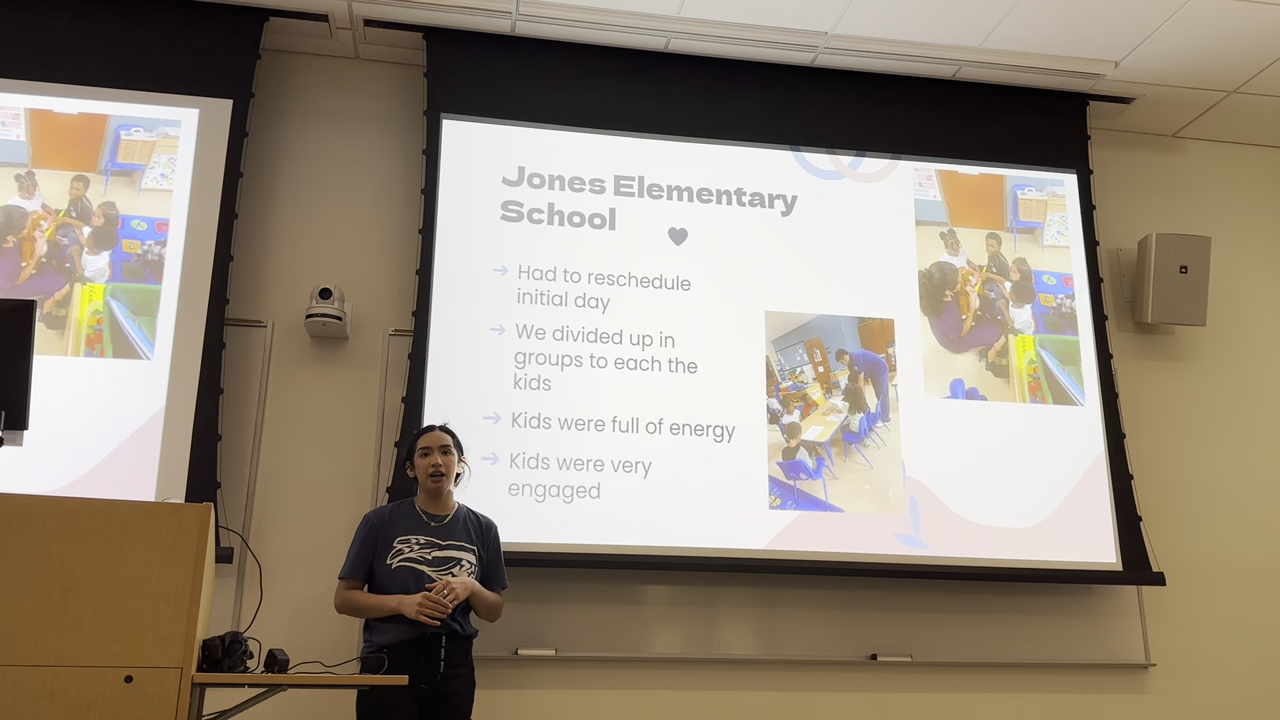 Jones Elementary
School
Had to reschedule
initial day
We divided up in
groups to each the
kids
Kids were full of energy
Kids were very
engaged